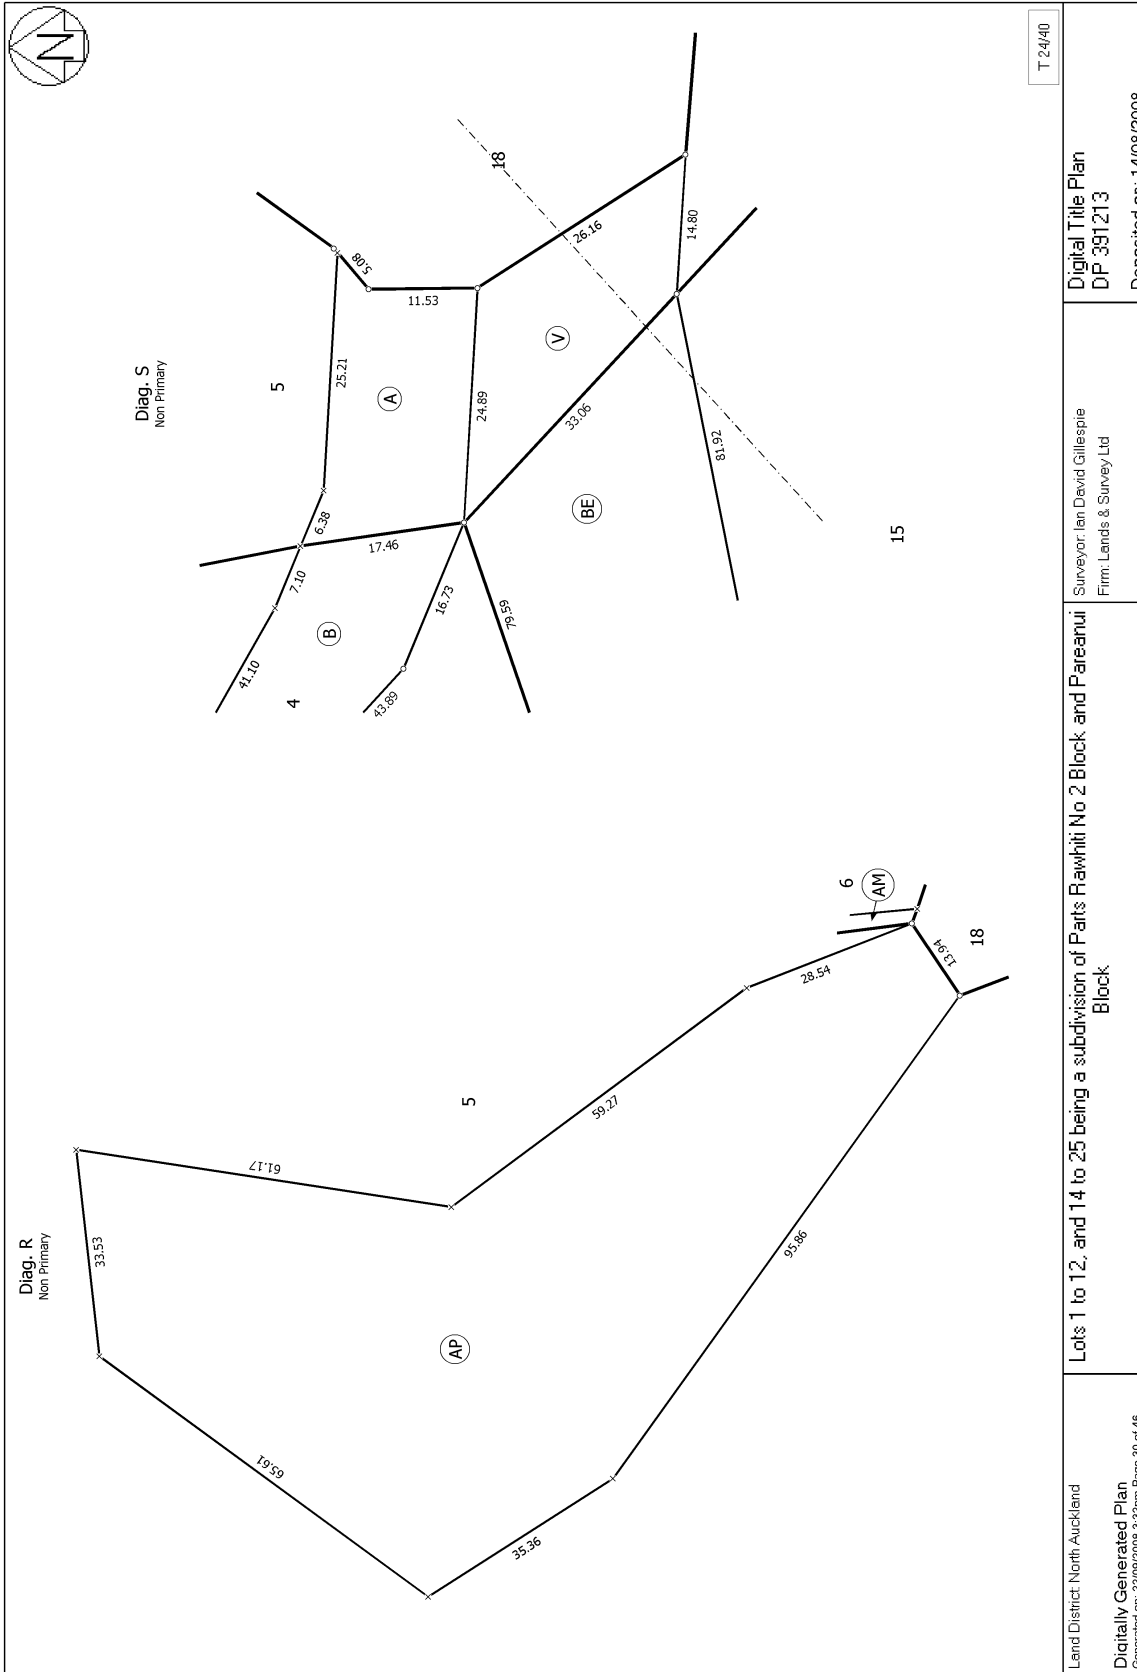 N
T 24/40
Diag. R
Non Primary
33.53
61.17
65.61
5
AP
59.27
28.54
6
AM
13.94
18
95.86
35.36
Diag. S
Non Primary
5
18
5.08
25.21
11.53
26.16
14.80
A
V
24.89
6.38
17.46
33.06
7.10
B
41.10
4
16.73
43.89
79.59
BE
81.92
15
Land District: North Auckland
Digitally Generated Plan
Lots 1 to 12, and 14 to 25 being a subdivision of Parts Rawhiti No 2 Block and Pareanui
Block
Surveyor: Ian David Gillespie
Firm: Lands & Survey Ltd
Digital Title Plan
DP 391213
Deposited on: 14/08/2008